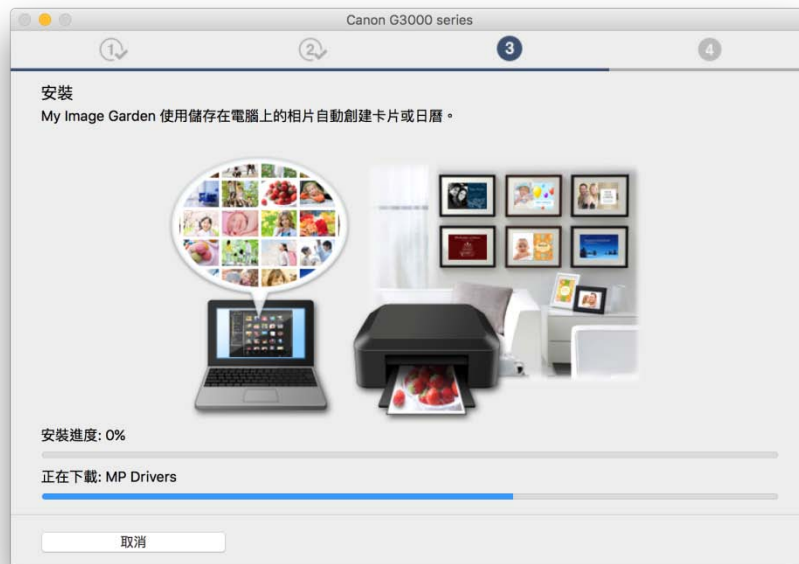 Canon G3000 series
1 2 3 4
安裝
My Image Garden 使用儲存在電腦上的相片自動創建卡片或日曆。
安裝進度: 0%
正在下載: MP Drivers
取消